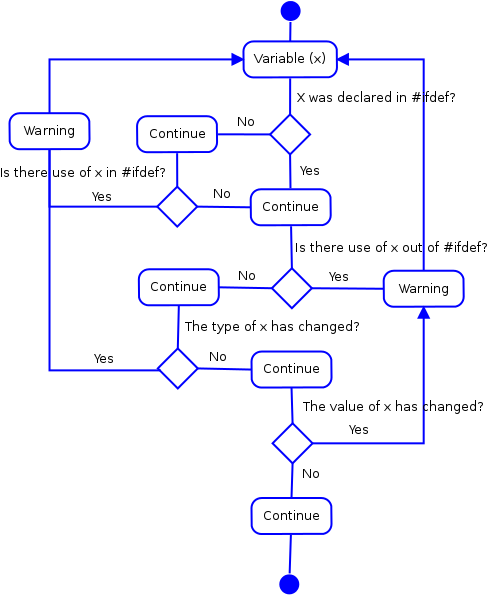 Variable (x)
X was declared in #ifdef?
No
Continue
Warning
Yes
Is there use of x in #ifdef?
Yes
No
Continue
Is there use of x out of #ifdef?
No
Yes
Continue
Warning
The type of x has changed?
Yes
No
Continue
The value of x has changed?
Yes
No
Continue